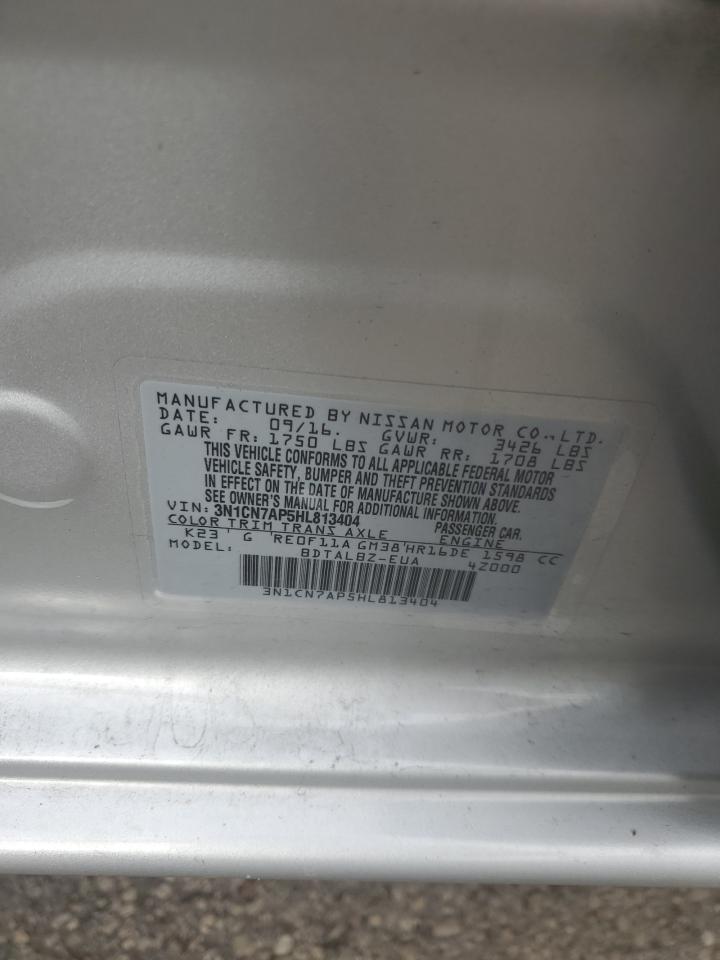 MANUFACTURED BY NISSAN MOTOR CO., LTD.
DATE: 09/16. GVWR: 3426 LBS
GAWR FR: 1750 LBS GAWR RR: 1708 LBS
THIS VEHICLE CONFORMS TO ALL APPLICABLE FEDERAL MOTOR
VEHICLE SAFETY, BUMPER AND THEFT PREVENTION STANDARDS
IN EFFECT ON THE DATE OF MANUFACTURE SHOWN ABOVE.
SEE OWNER'S MANUAL FOR ADDITIONAL INFORMATION.
VIN: 3N1CN7AP5HL813404 PASSENGER CAR.
COLOR TRIM TRANS AXLE ENGINE
K23' G 'RE0F11A GM38'HR16DE 1598 CC
MODEL: BDTALBZ-EUA 4Z000
3N1CN7AP5HL813404